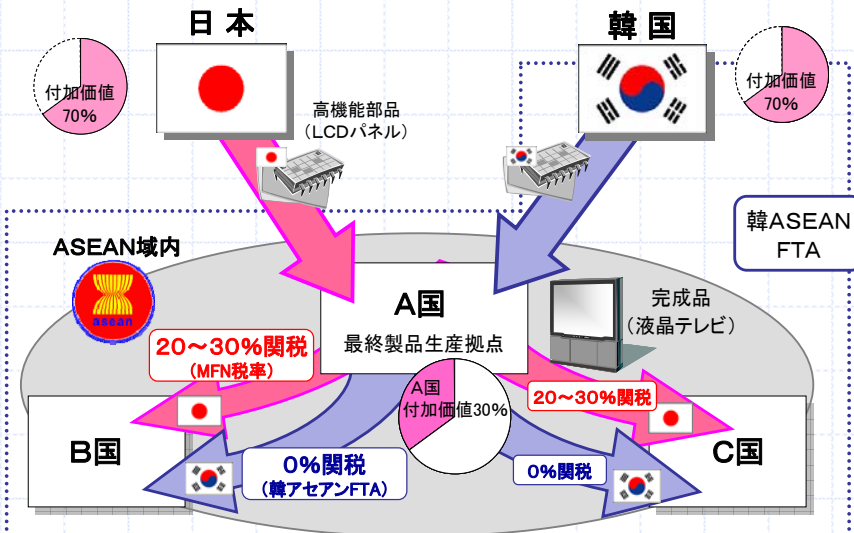 日本
韓国
付加価値
70%
高機能部品
(LCDパネル)
付加価値
70%
韓ASEAN
FTA
ASEAN域内
asean
A国
最終製品生産拠点
完成品
(液晶テレビ)
20～30%関税
(MFN税率)
A国
付加価値30%
20～30%関税
B国
0%関税
(韓アセアンFTA)
0%関税
C国